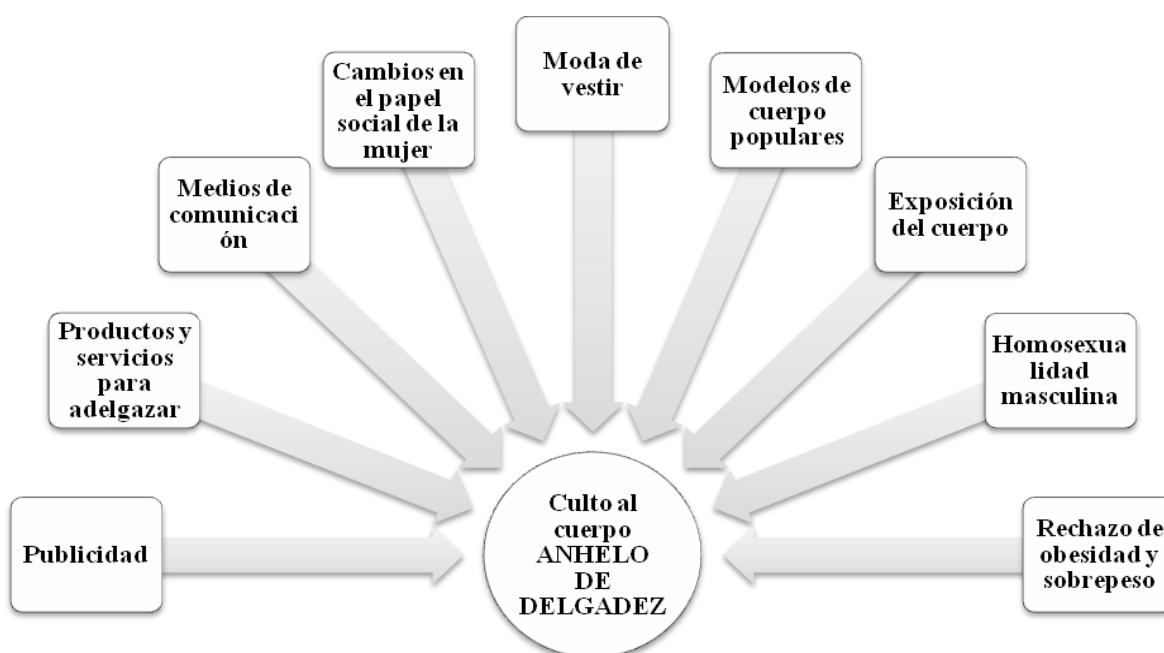 Publicidad
Productos y
servicios
para
adelgazar
Medios de
comunicaci
ón
Cambios en
el papel
social de la
mujer
Moda de
vestir
Modelos de
cuerpo
populares
Exposición
del cuerpo
Homosexua
lidad
masculina
Rechazo de
obesidad y
sobrepeso
Culto al
cuerpo
ANHELO
DE
DELGADEZ